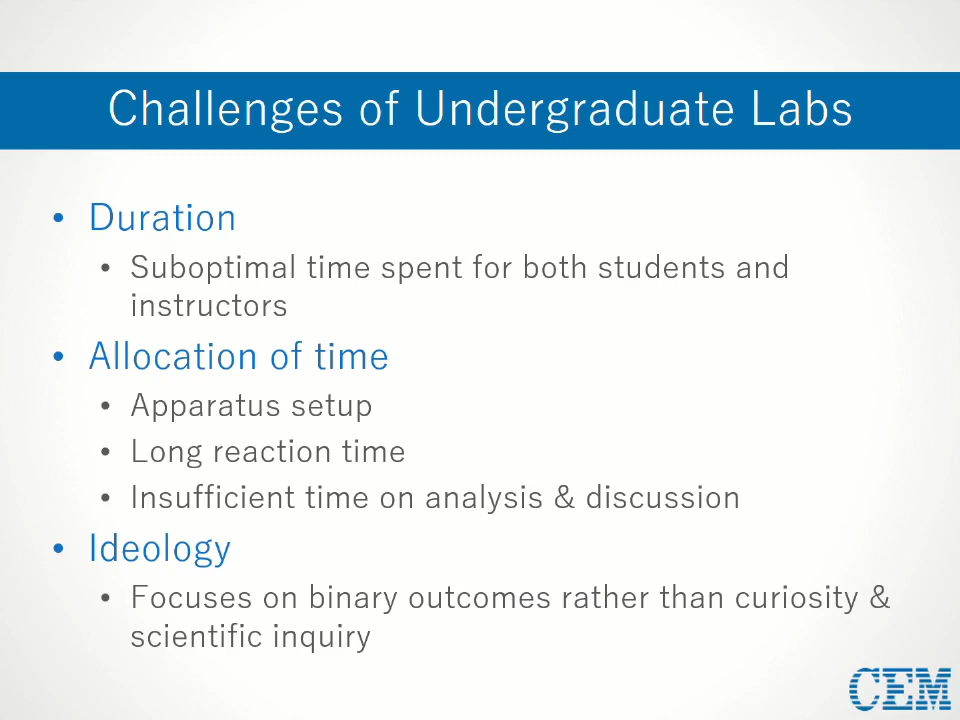 Challenges of Undergraduate Labs
• Duration
• Suboptimal time spent for both students and
instructors
• Allocation of time
• Apparatus setup
• Long reaction time
• Insufficient time on analysis & discussion
• Ideology
• Focuses on binary outcomes rather than curiosity &
scientific inquiry
CEM